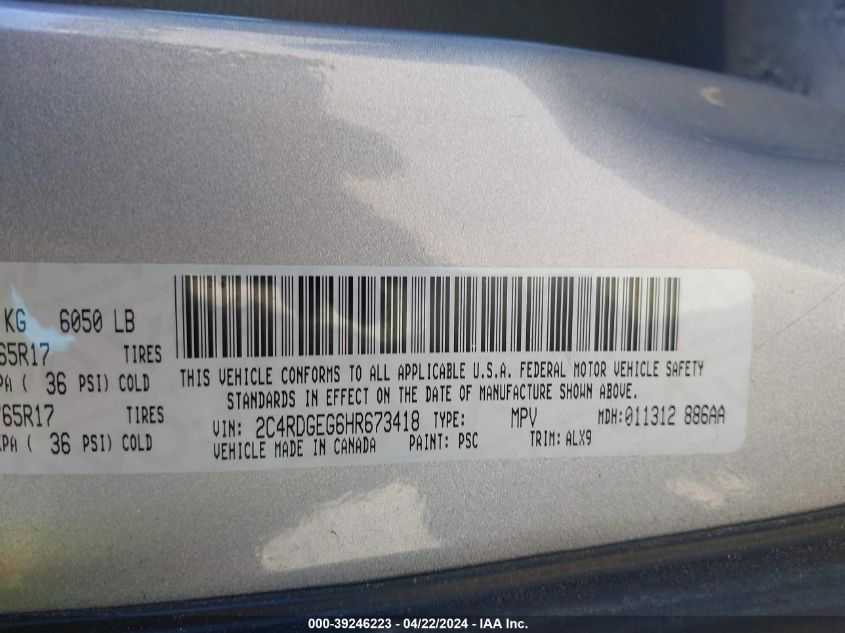 KG 6050 LB
65R17 TIRES
KPA ( 36 PSI) COLD
/65R17 TIRES
KPA ( 36 PSI) COLD
THIS VEHICLE CONFORMS TO ALL APPLICABLE U.S.A. FEDERAL MOTOR VEHICLE SAFETY
STANDARDS IN EFFECT ON THE DATE OF MANUFACTURE SHOWN ABOVE.
VIN: 2C4RDGEG6HR673418 TYPE: MPV MDH:011312 886AA
VEHICLE MADE IN CANADA PAINT: PSC TRIM: ALX9
000-39246223 - 04/22/2024 - IAA Inc.